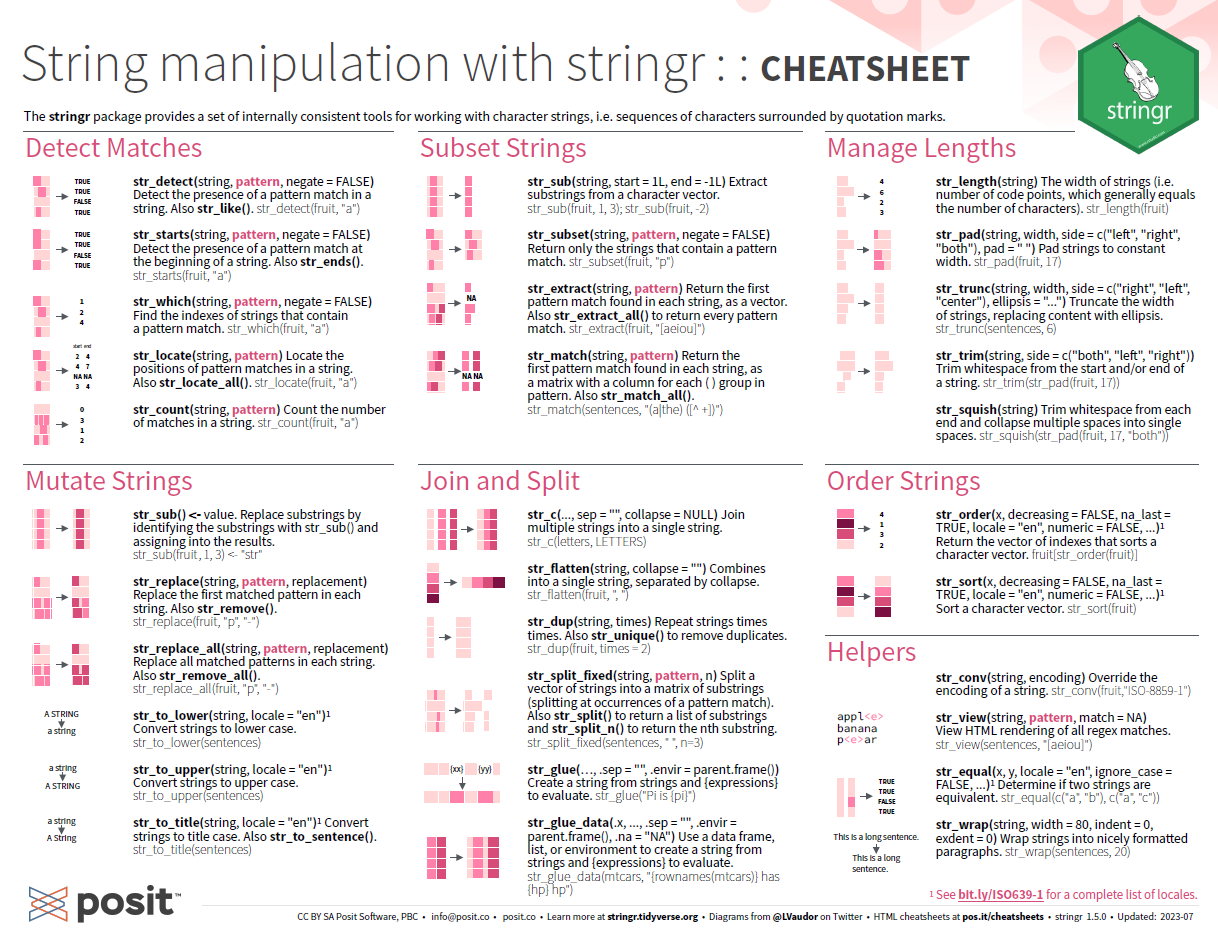 String manipulation with stringr : : CHEATSHEET
The stringr package provides a set of internally consistent tools for working with character strings, i.e. sequences of characters surrounded by quotation marks.
stringr
Detect Matches
TRUE
TRUE
FALSE
TRUE
str_detect(string, pattern, negate = FALSE)
Detect the presence of a pattern match in a
string. Also str_like(). str_detect(fruit, "a")
TRUE
TRUE
FALSE
TRUE
str_starts(string, pattern, negate = FALSE)
Detect the presence of a pattern match at
the beginning of a string. Also str_ends().
str_starts(fruit, "a")
1
2
4
str_which(string, pattern, negate = FALSE)
Find the indexes of strings that contain
a pattern match. str_which(fruit, "a")
start end
2 4
4 7
NA NA
3 4
str_locate(string, pattern) Locate the
positions of pattern matches in a string.
Also str_locate_all(). str_locate(fruit, "a")
0
3
1
2
str_count(string, pattern) Count the number
of matches in a string. str_count(fruit, "a")
Subset Strings
str_sub(string, start = 1L, end = -1L) Extract
substrings from a character vector.
str_sub(fruit, 1, 3); str_sub(fruit, -2)
str_subset(string, pattern, negate = FALSE)
Return only the strings that contain a pattern
match. str_subset(fruit, "p")
NA
str_extract(string, pattern) Return the first
pattern match found in each string, as a vector.
Also str_extract_all() to return every pattern
match. str_extract(fruit, "[aeiou]")
NA NA
str_match(string, pattern) Return the
first pattern match found in each string, as
a matrix with a column for each ( ) group in
pattern. Also str_match_all().
str_match(sentences, "(a|the) ([^ +])")
Manage Lengths
4
6
2
3
str_length(string) The width of strings (i.e.
number of code points, which generally equals
the number of characters). str_length(fruit)
str_pad(string, width, side = c("left", "right",
"both"), pad = " ") Pad strings to constant
width. str_pad(fruit, 17)
str_trunc(string, width, side = c("right", "left",
"center"), ellipsis = "...") Truncate the width
of strings, replacing content with ellipsis.
str_trunc(sentences, 6)
str_trim(string, side = c("both", "left", "right"))
Trim whitespace from the start and/or end of
a string. str_trim(str_pad(fruit, 17))
str_squish(string) Trim whitespace from each
end and collapse multiple spaces into single
spaces. str_squish(str_pad(fruit, 17, "both"))
Mutate Strings
str_sub() <- value. Replace substrings by
identifying the substrings with str_sub() and
assigning into the results.
str_sub(fruit, 1, 3) <- "str"
str_replace(string, pattern, replacement)
Replace the first matched pattern in each
string. Also str_remove().
str_replace(fruit, "p", "-")
str_replace_all(string, pattern, replacement)
Replace all matched patterns in each string.
Also str_remove_all().
str_replace_all(fruit, "p", "-")
A STRING
a string
str_to_lower(string, locale = "en")¹
Convert strings to lower case.
str_to_lower(sentences)
a string
A STRING
str_to_upper(string, locale = "en")¹
Convert strings to upper case.
str_to_upper(sentences)
a string
A String
str_to_title(string, locale = "en")¹ Convert
strings to title case. Also str_to_sentence().
str_to_title(sentences)
Join and Split
str_c(..., sep = "", collapse = NULL) Join
multiple strings into a single string.
str_c(letters, LETTERS)
str_flatten(string, collapse = "") Combines
into a single string, separated by collapse.
str_flatten(fruit, ", ")
str_dup(string, times) Repeat strings times
times. Also str_unique() to remove duplicates.
str_dup(fruit, times = 2)
str_split_fixed(string, pattern, n) Split a
vector of strings into a matrix of substrings
(splitting at occurrences of a pattern match).
Also str_split() to return a list of substrings
and str_split_n() to return the nth substring.
str_split_fixed(sentences, " ", n=3)
{xx} {yy}
str_glue(…, .sep = "", .envir = parent.frame())
Create a string from strings and {expressions}
to evaluate. str_glue("Pi is {pi}")
str_glue_data(.x, ..., .sep = "", .envir =
parent.frame(), .na = "NA") Use a data frame,
list, or environment to create a string from
strings and {expressions} to evaluate.
str_glue_data(mtcars, "{rownames(mtcars)} has
{hp} hp")
Order Strings
4
1
3
2
str_order(x, decreasing = FALSE, na_last =
TRUE, locale = "en", numeric = FALSE, ...)¹
Return the vector of indexes that sorts a
character vector. fruit[str_order(fruit)]
str_sort(x, decreasing = FALSE, na_last =
TRUE, locale = "en", numeric = FALSE, ...)¹
Sort a character vector. str_sort(fruit)
Helpers
str_conv(string, encoding) Override the
encoding of a string. str_conv(fruit,"ISO-8859-1")
appl<e>
banana
p<e>ar
str_view(string, pattern, match = NA)
View HTML rendering of all regex matches.
str_view(sentences, "[aeiou]")
TRUE
TRUE
FALSE
TRUE
str_equal(x, y, locale = "en", ignore_case =
FALSE, ...)¹ Determine if two strings are
equivalent. str_equal(c("a", "b"), c("a", "c"))
This is a long sentence.
This is a long
sentence.
str_wrap(string, width = 80, indent = 0,
exdent = 0) Wrap strings into nicely formatted
paragraphs. str_wrap(sentences, 20)
¹ See bit.ly/ISO639-1 for a complete list of locales.
posit™
CC BY SA Posit Software, PBC • info@posit.co • posit.co • Learn more at stringr.tidyverse.org • Diagrams from @LVaudor on Twitter • HTML cheatsheets at pos.it/cheatsheets • stringr 1.5.0 • Updated: 2023-07